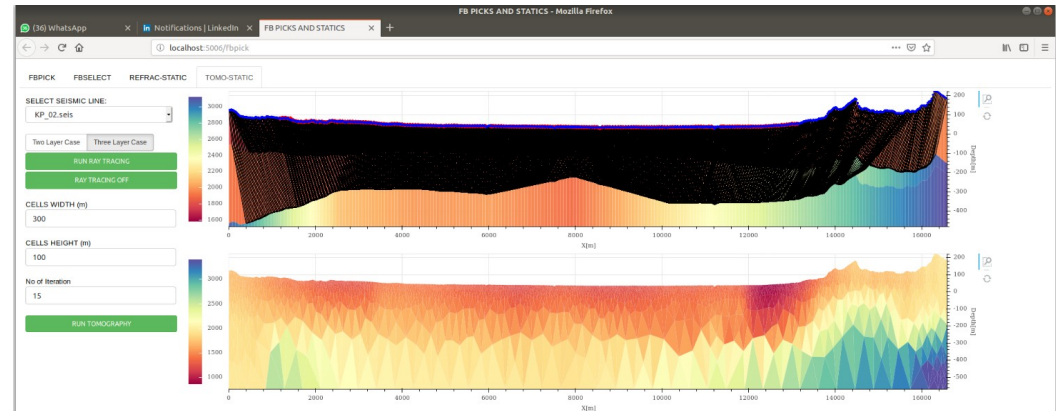 FB PICKS AND STATICS - Mozilla Firefox
(36) WhatsApp × in Notifications | LinkedIn × FB PICKS AND STATICS × +
localhost:5006/fbpick
FBPICK FBSELECT REFRAC-STATIC TOMO-STATIC
SELECT SEISMIC LINE:
KP_02.seis
Two Layer Case Three Layer Case
RUN RAY TRACING
RAY TRACING OFF
CELLS WIDTH (m)
300
CELLS HEIGHT (m)
100
No of Iteration
15
RUN TOMOGRAPHY
3000
2800
2600
2400
2200
2000
1800
1600
200
100
0
-100
-200
-300
-400
Depth[m]
0 2000 4000 6000 8000 10000 12000 14000 16000
X[m]
3000
2500
2000
1500
1000
200
100
0
-100
-200
-300
-400
-500
Depth[m]
0 2000 4000 6000 8000 10000 12000 14000 16000
X[m]